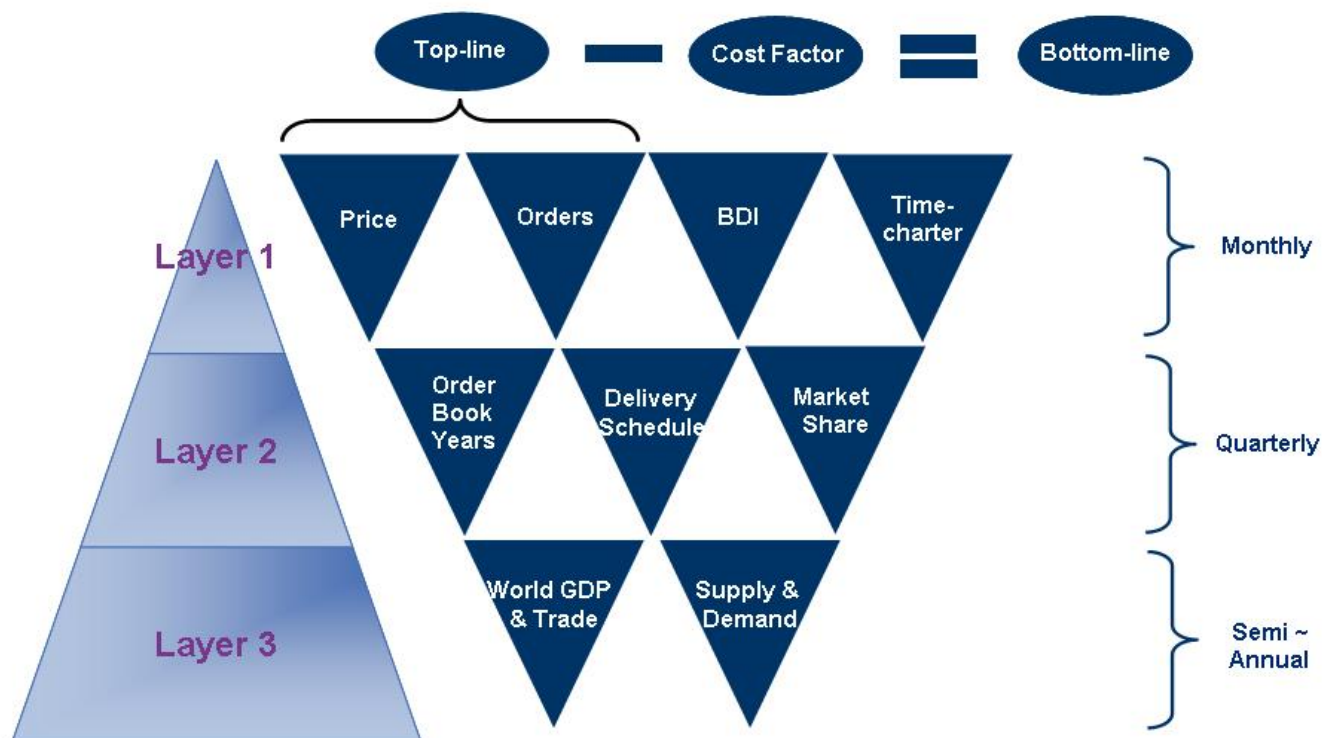 Top-line
Cost Factor
Bottom-line
Price
Orders
BDI
Time-
charter
Layer 1
Monthly
Order
Book
Years
Delivery
Schedule
Market
Share
Layer 2
Quarterly
World GDP
& Trade
Supply &
Demand
Layer 3
Semi ~
Annual